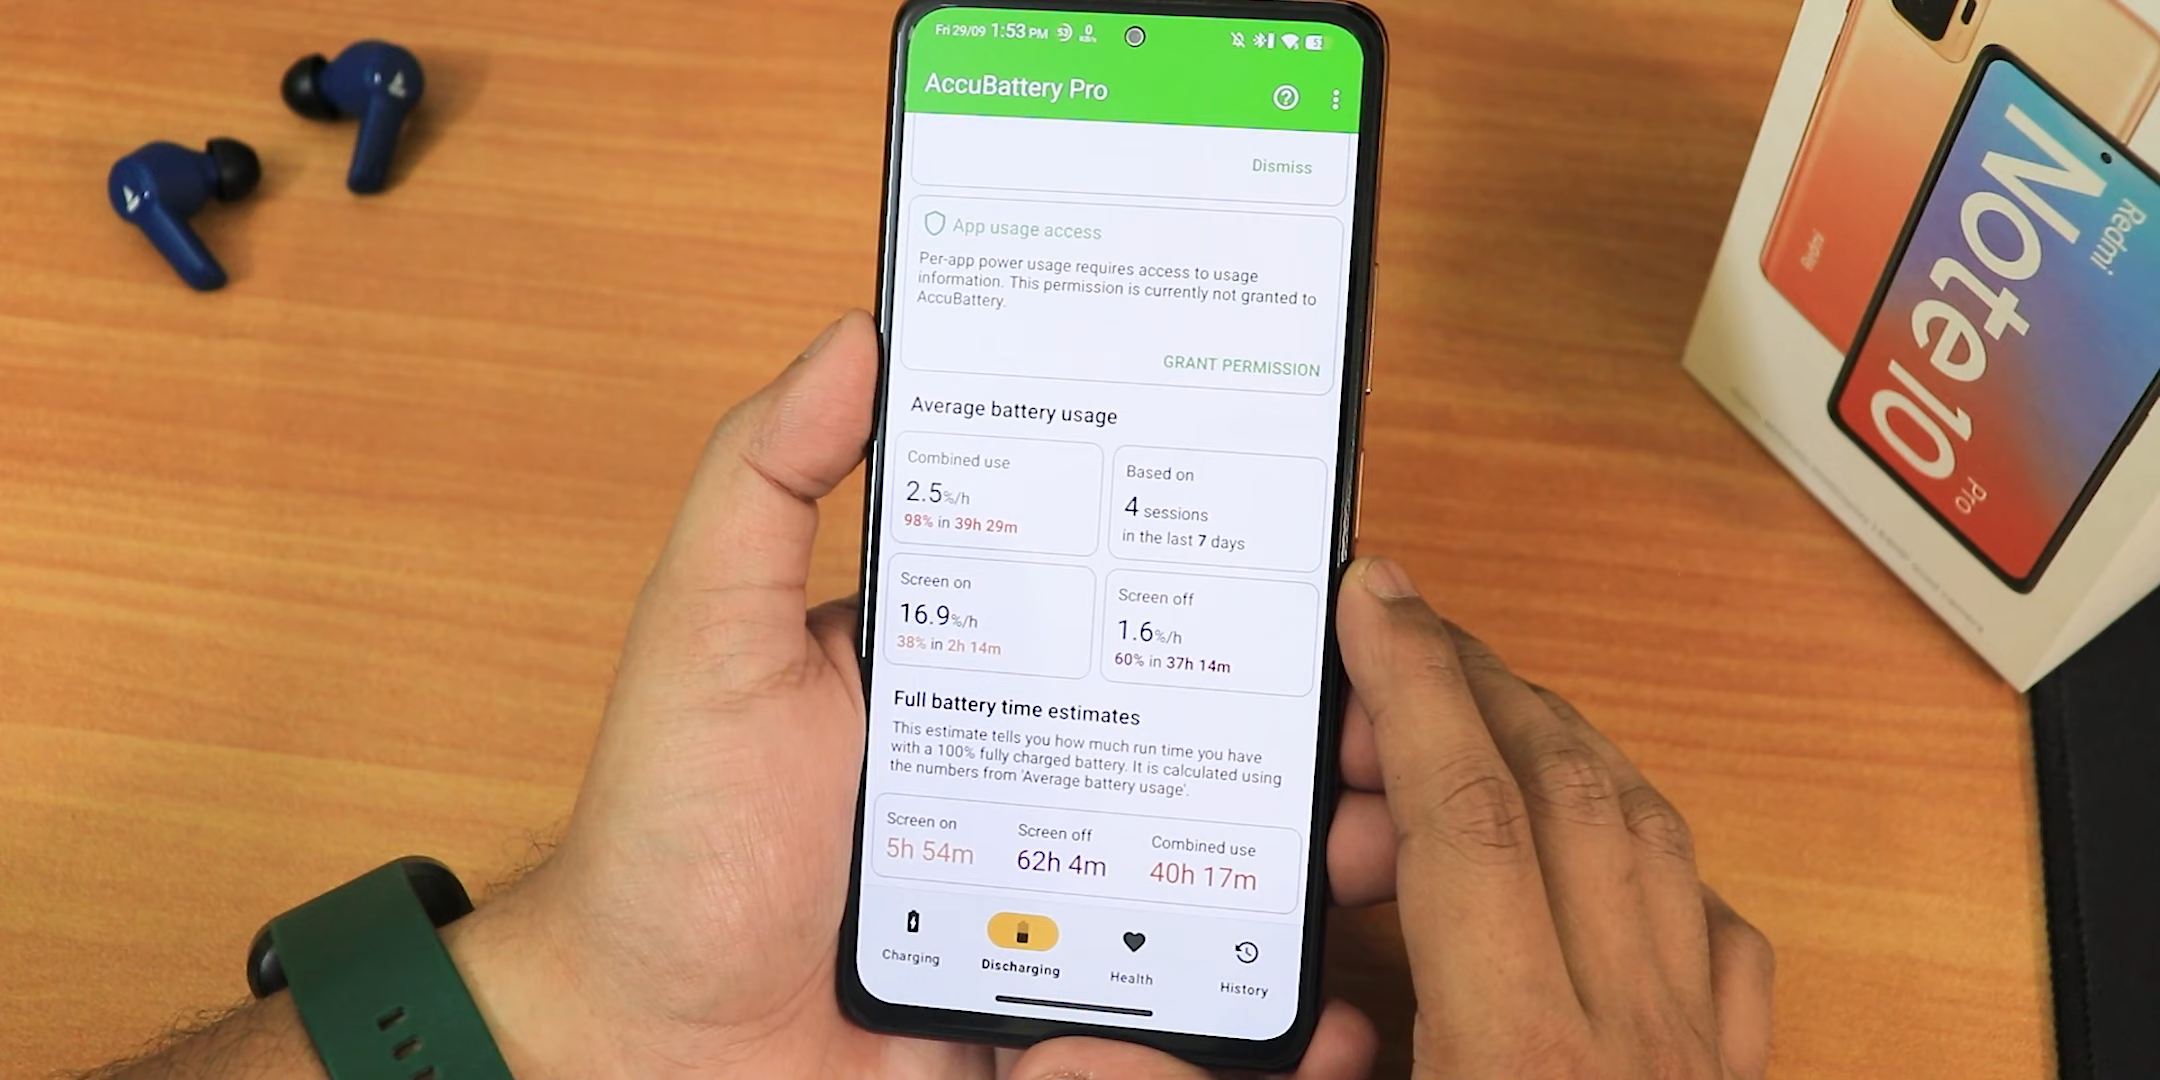 Fri 29/09 1:53 PM 53 0
AccuBattery Pro
Dismiss
App usage access
Per-app power usage requires access to usage
information. This permission is currently not granted to
AccuBattery.
GRANT PERMISSION
Average battery usage
Combined use
2.5%/h
98% in 39h 29m
Based on
4 sessions
in the last 7 days
Screen on
16.9%/h
38% in 2h 14m
Screen off
1.6%/h
60% in 37h 14m
Full battery time estimates
This estimate tells you how much run time you have
with a 100% fully charged battery. It is calculated using
the numbers from 'Average battery usage'.
Screen on
5h 54m
Screen off
62h 4m
Combined use
40h 17m
Charging
Discharging
Health
History
Redmi
Note 10
Pro
Redmi